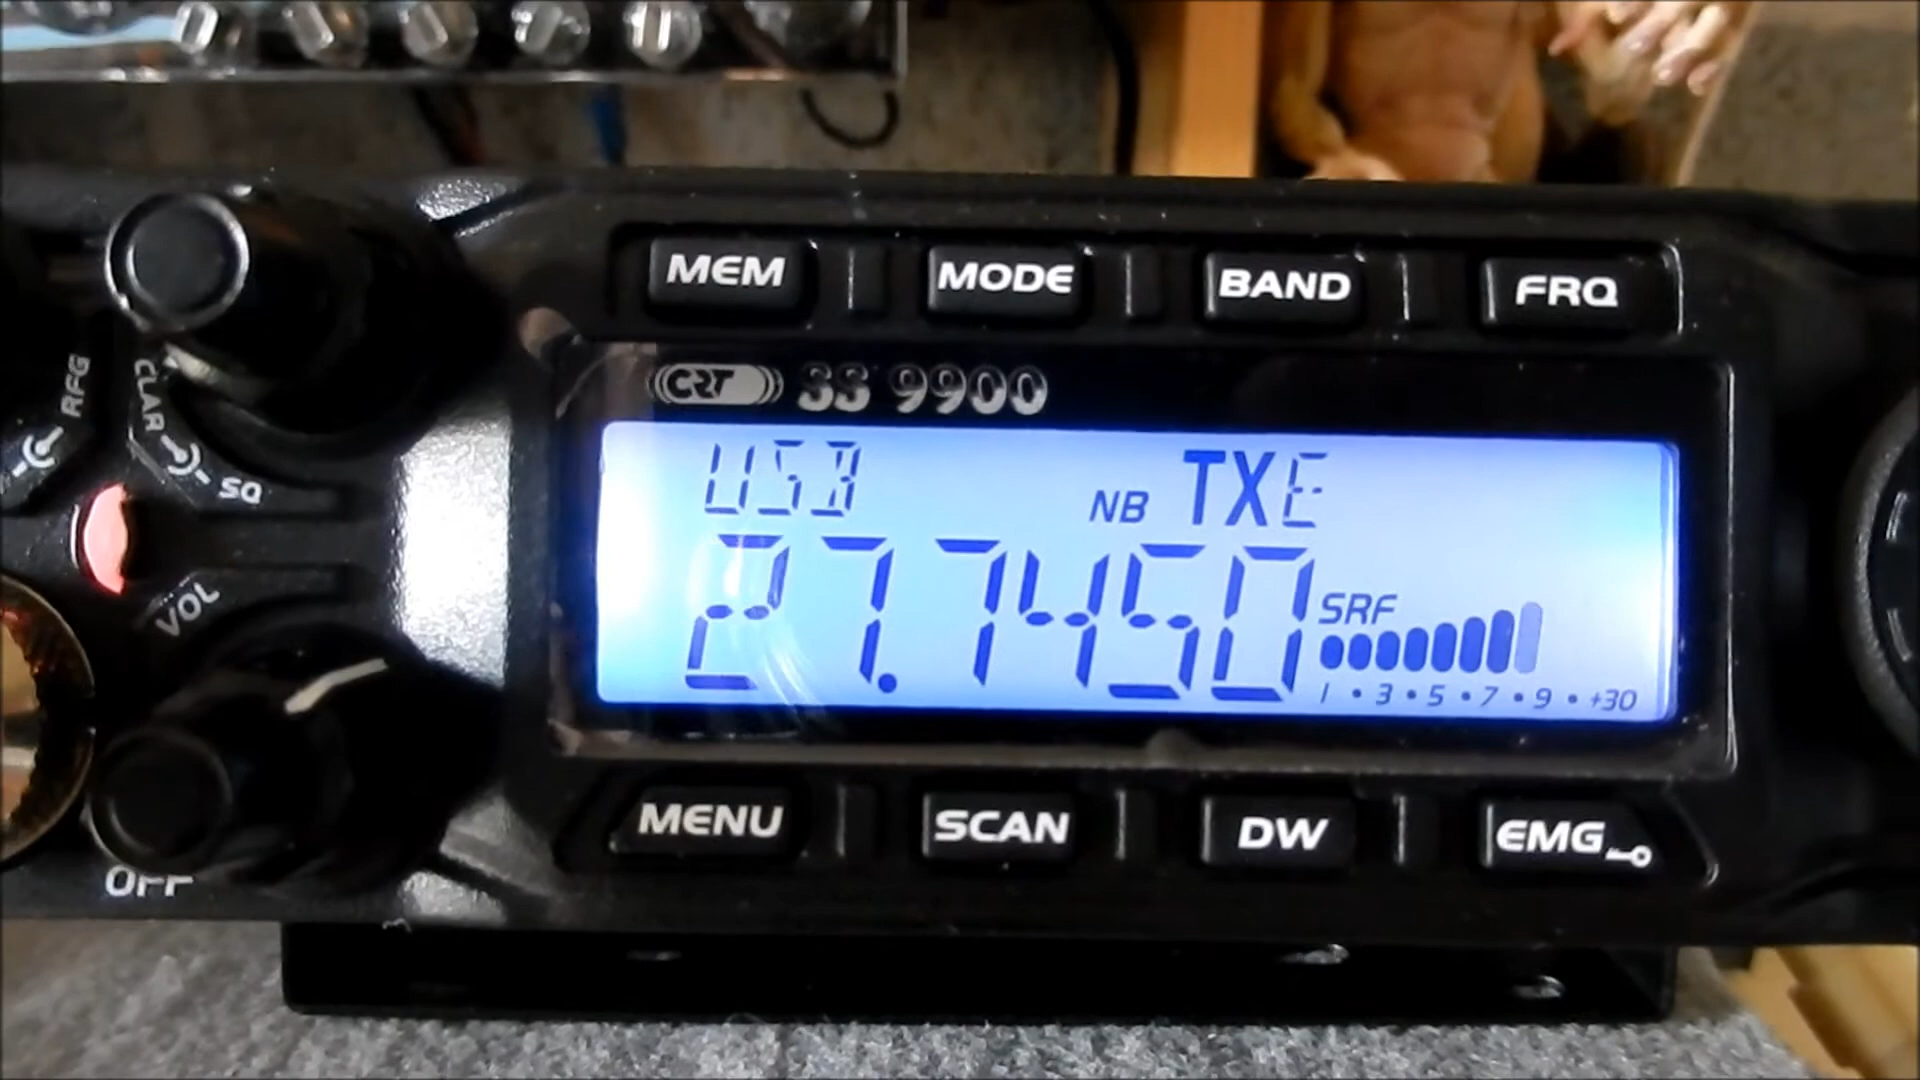 MEM MODE BAND FRQ
CRT SS 9900
RFG CLAR SQ
USB NB TX E
27.7450 SRF
1 • 3 • 5 • 7 • 9 • +30
VOL
MENU SCAN DW EMG
OFF